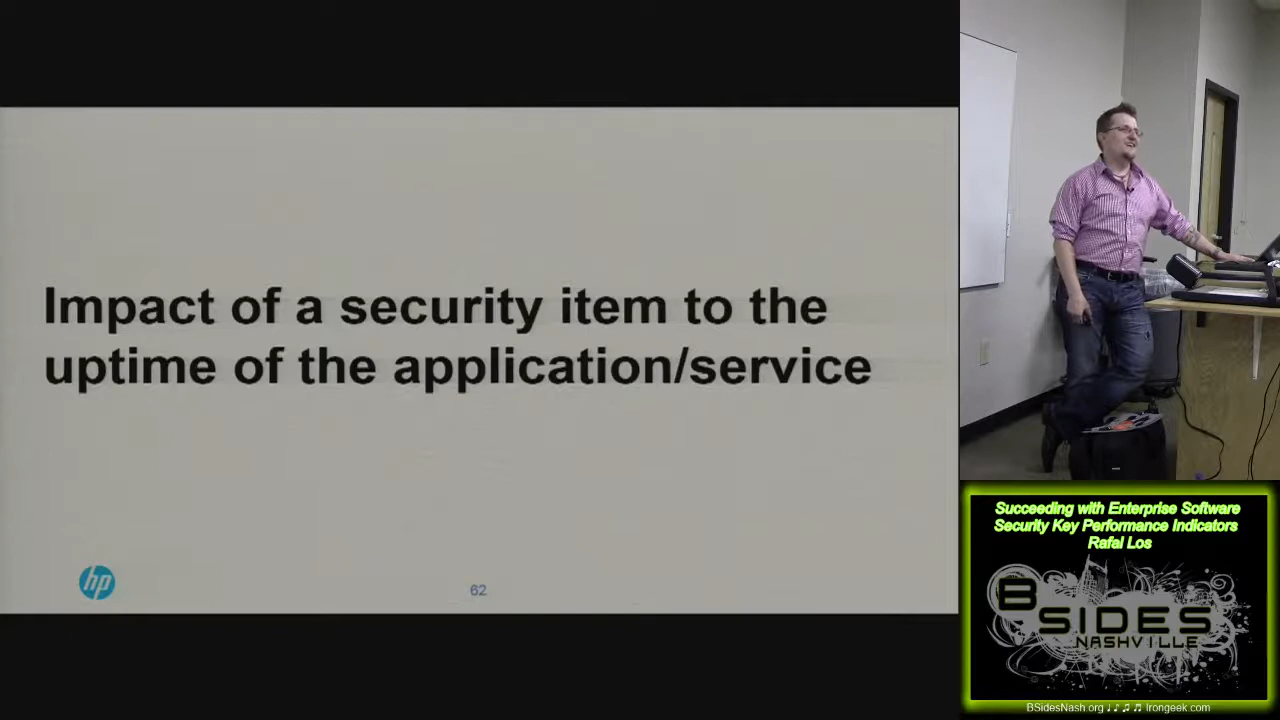 Impact of a security item to the
uptime of the application/service
hp
62
Succeeding with Enterprise Software
Security Key Performance Indicators
Rafal Los
BSIDES
NASHVILLE
BSidesNash.org ♩♪♫♬ Irongeek.com